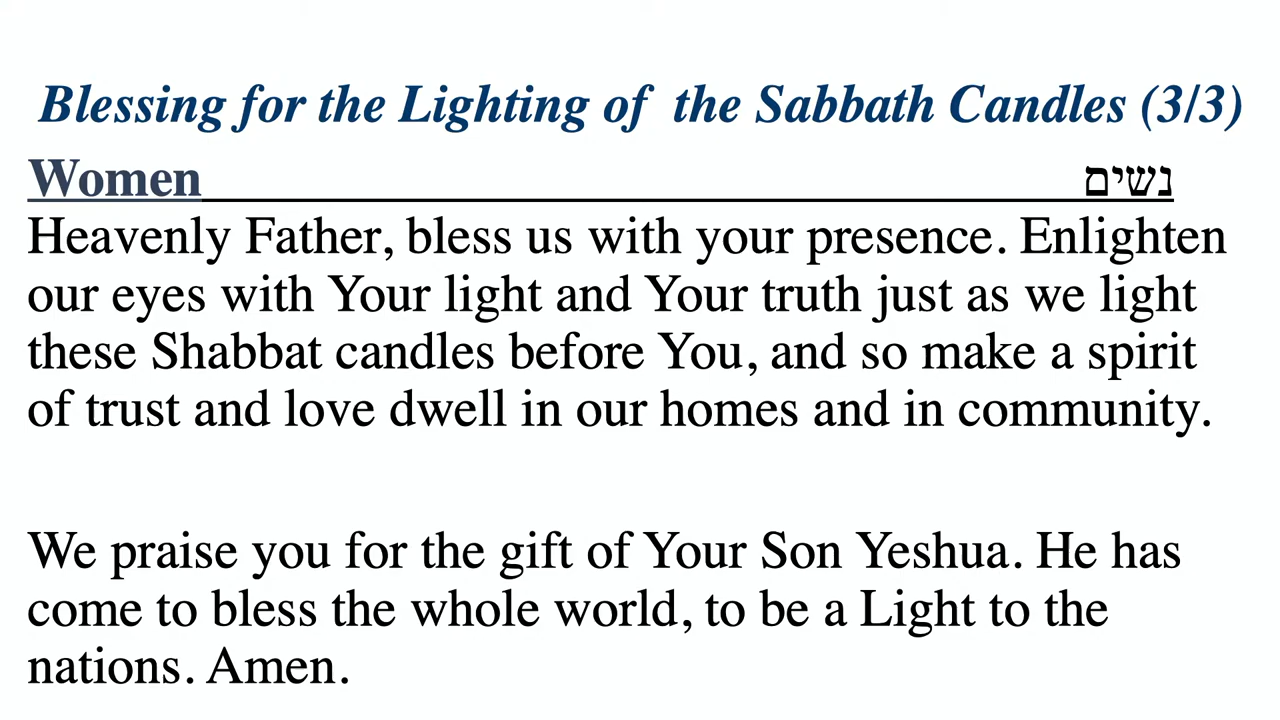 Blessing for the Lighting of the Sabbath Candles (3/3)
Women נשים
Heavenly Father, bless us with your presence. Enlighten
our eyes with Your light and Your truth just as we light
these Shabbat candles before You, and so make a spirit
of trust and love dwell in our homes and in community.
We praise you for the gift of Your Son Yeshua. He has
come to bless the whole world, to be a Light to the
nations. Amen.